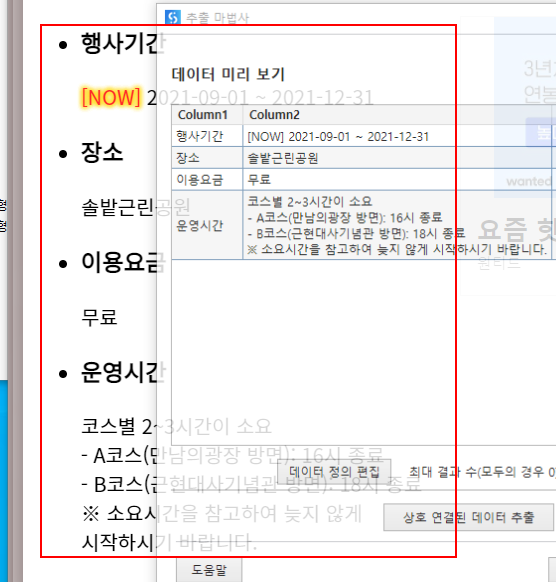 추출 마법사
행사기간
[NOW] 2021-09-01 ~ 2021-12-31
장소
솔밭근린공원
이용요금
무료
운영시간
코스별 2~3시간이 소요
- A코스(만남의광장 방면): 16시 종료
- B코스(근현대사기념관 방면): 18시 종료
※ 소요시간을 참고하여 늦지 않게
시작하시기 바랍니다.
데이터 미리 보기
Column1 Column2
행사기간 [NOW] 2021-09-01 ~ 2021-12-31
장소 솔밭근린공원
이용요금 무료
운영시간 코스별 2~3시간이 소요
- A코스(만남의광장 방면): 16시 종료
- B코스(근현대사기념관 방면): 18시 종료
※ 소요시간을 참고하여 늦지 않게 시작하시기 바랍니다.
데이터 정의 편집 최대 결과 수(모두의 경우 0
상호 연결된 데이터 추출
도움말
3년
연봉
wanted
요즘 핫
원티드
형
형